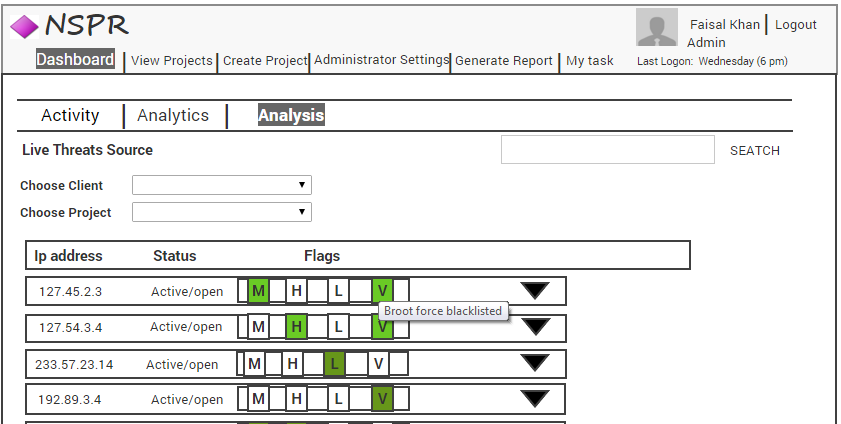 NSPR
Faisal Khan | Logout
Admin
Dashboard | View Projects | Create Project | Administrator Settings | Generate Report | My task
Last Logon: Wednesday (6 pm)
Activity | Analytics | Analysis
Live Threats Source
SEARCH
Choose Client
Choose Project
Ip address Status Flags
127.45.2.3 Active/open M H L V
Broot force blacklisted
127.54.3.4 Active/open M H L V
233.57.23.14 Active/open M H L V
192.89.3.4 Active/open M H L V